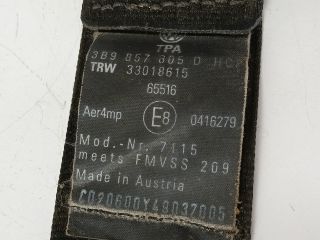 TPA
3B9 857 805 D HCP
TRW 33018615
65516
Aer4mp E8 0416279
Mod.-Nr. 7115
meets FMVSS 209
Made in Austria